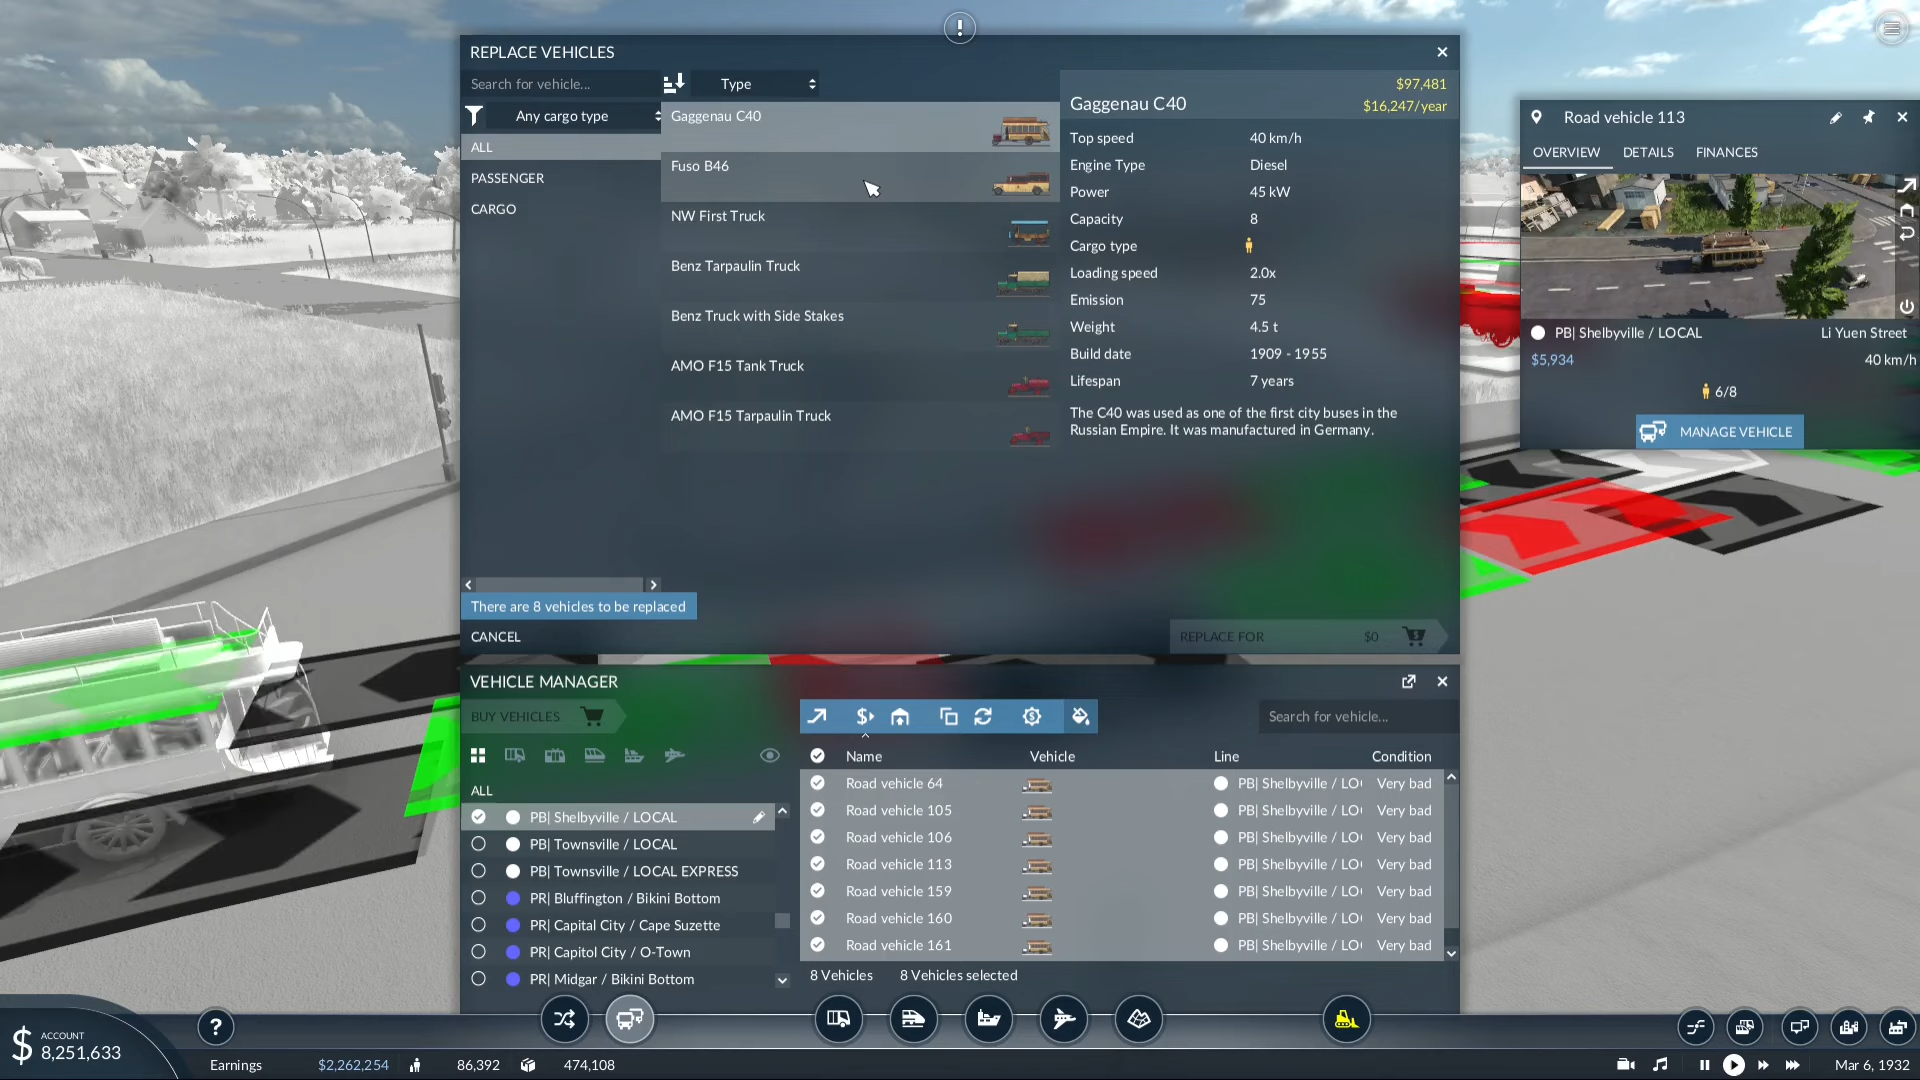 REPLACE VEHICLES
Search for vehicle...
Type
Any cargo type
ALL
PASSENGER
CARGO
Gaggenau C40
Fuso B46
NW First Truck
Benz Tarpaulin Truck
Benz Truck with Side Stakes
AMO F15 Tank Truck
AMO F15 Tarpaulin Truck
Gaggenau C40
$97,481
$16,247/year
Top speed 40 km/h
Engine Type Diesel
Power 45 kW
Capacity 8
Cargo type
Loading speed 2.0x
Emission 75
Weight 4.5 t
Build date 1909 - 1955
Lifespan 7 years
The C40 was used as one of the first city buses in the
Russian Empire. It was manufactured in Germany.
There are 8 vehicles to be replaced
CANCEL
REPLACE FOR $0
Road vehicle 113
OVERVIEW DETAILS FINANCES
PB| Shelbyville / LOCAL Li Yuen Street
$5,934 40 km/h
6/8
MANAGE VEHICLE
VEHICLE MANAGER
BUY VEHICLES
Search for vehicle...
ALL
PB| Shelbyville / LOCAL
PB| Townsville / LOCAL
PB| Townsville / LOCAL EXPRESS
PR| Bluffington / Bikini Bottom
PR| Capital City / Cape Suzette
PR| Capitol City / O-Town
PR| Midgar / Bikini Bottom
Name Vehicle Line Condition
Road vehicle 64 PB| Shelbyville / LO Very bad
Road vehicle 105 PB| Shelbyville / LO Very bad
Road vehicle 106 PB| Shelbyville / LO Very bad
Road vehicle 113 PB| Shelbyville / LO Very bad
Road vehicle 159 PB| Shelbyville / LO Very bad
Road vehicle 160 PB| Shelbyville / LO Very bad
Road vehicle 161 PB| Shelbyville / LO Very bad
8 Vehicles 8 Vehicles selected
$ ACCOUNT
8,251,633
?
Earnings $2,262,254 86,392 474,108
Mar 6, 1932